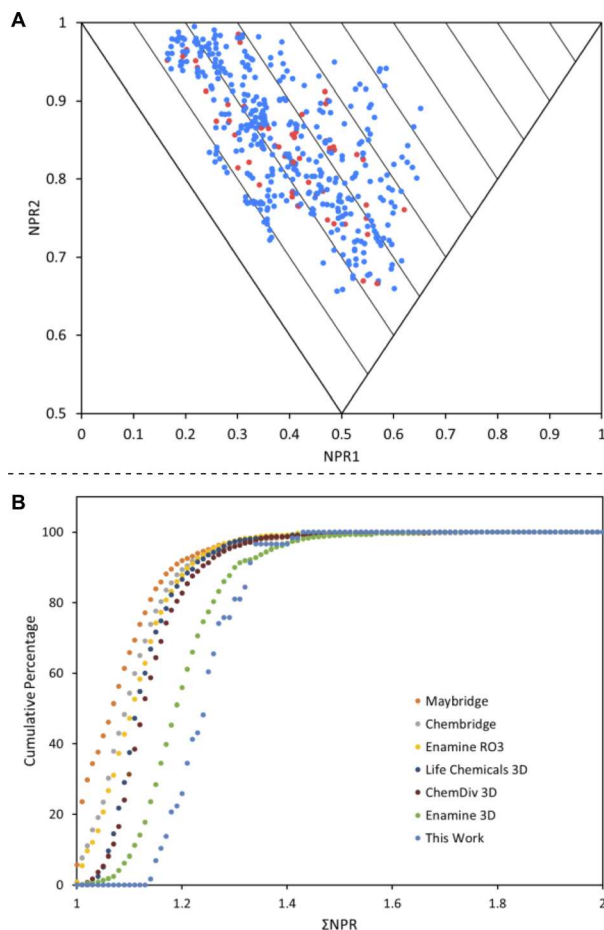 A
1
0.9
0.8
0.7
0.6
0.5
NPR2
0 0.1 0.2 0.3 0.4 0.5 0.6 0.7 0.8 0.9 1
NPR1
B
100
80
60
40
20
0
Cumulative Percentage
Maybridge
Chembridge
Enamine RO3
Life Chemicals 3D
ChemDiv 3D
Enamine 3D
This Work
1 1.2 1.4 1.6 1.8 2
ΣNPR